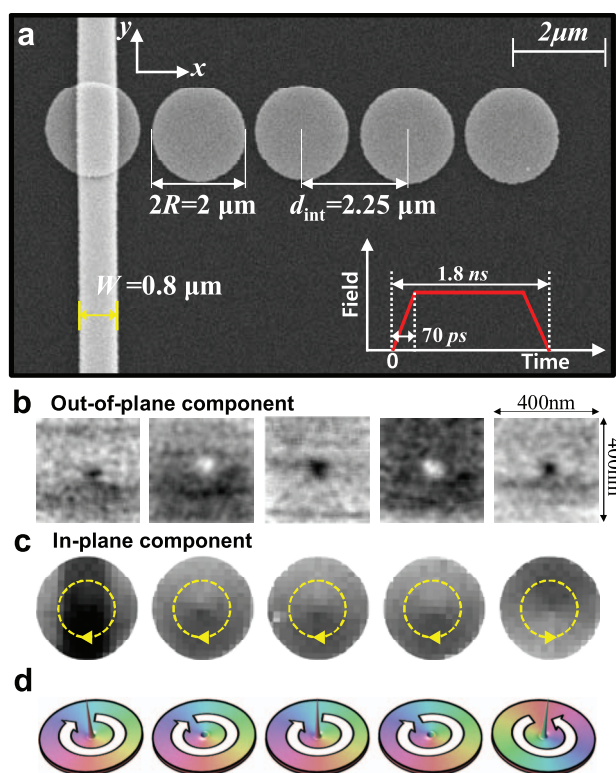 a
y
x
2μm
2R=2 μm
d_int=2.25 μm
W=0.8 μm
Field
1.8 ns
70 ps
0
Time
b Out-of-plane component
400nm
400nm
c In-plane component
d